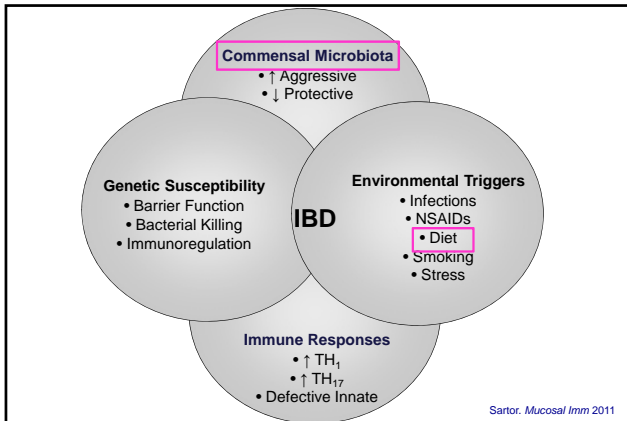 Commensal Microbiota
• ↑ Aggressive
• ↓ Protective
Genetic Susceptibility
• Barrier Function
• Bacterial Killing
• Immunoregulation
IBD
Environmental Triggers
• Infections
• NSAIDs
• Diet
• Smoking
• Stress
Immune Responses
• ↑ TH₁
• ↑ TH₁₇
• Defective Innate
Sartor. Mucosal Imm 2011